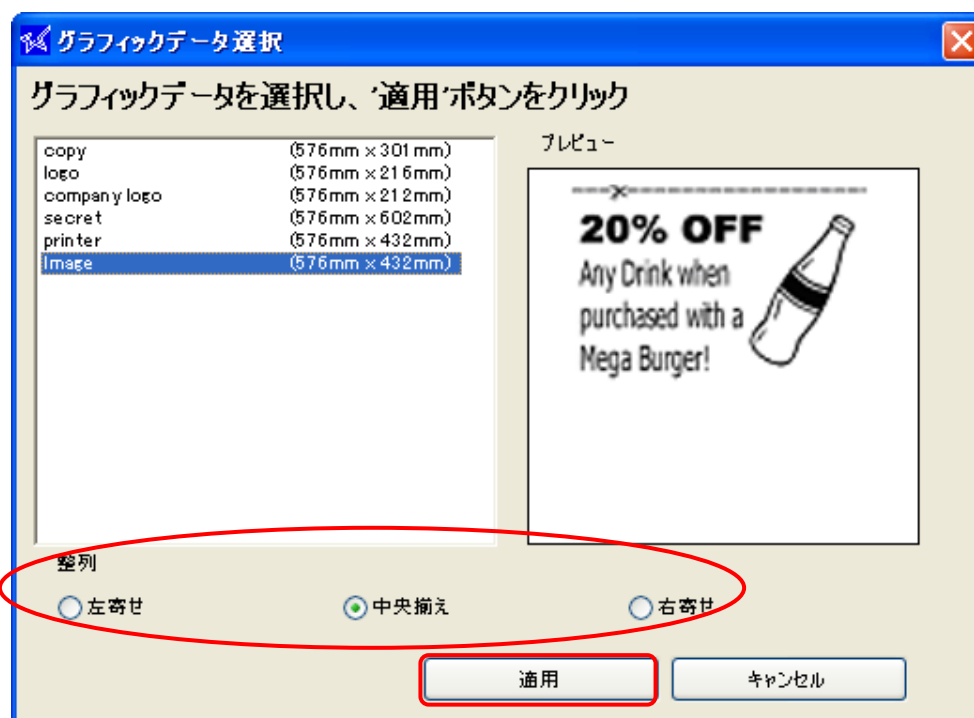 グラフィックデータ選択
グラフィックデータを選択し、'適用'ボタンをクリック
プレビュー
copy (576mm x 301mm)
logo (576mm x 216mm)
company logo (576mm x 212mm)
secret (576mm x 602mm)
printer (576mm x 432mm)
Image (576mm x 432mm)
20% OFF
Any Drink when
purchased with a
Mega Burger!
整列
左寄せ 中央揃え 右寄せ
適用 キャンセル